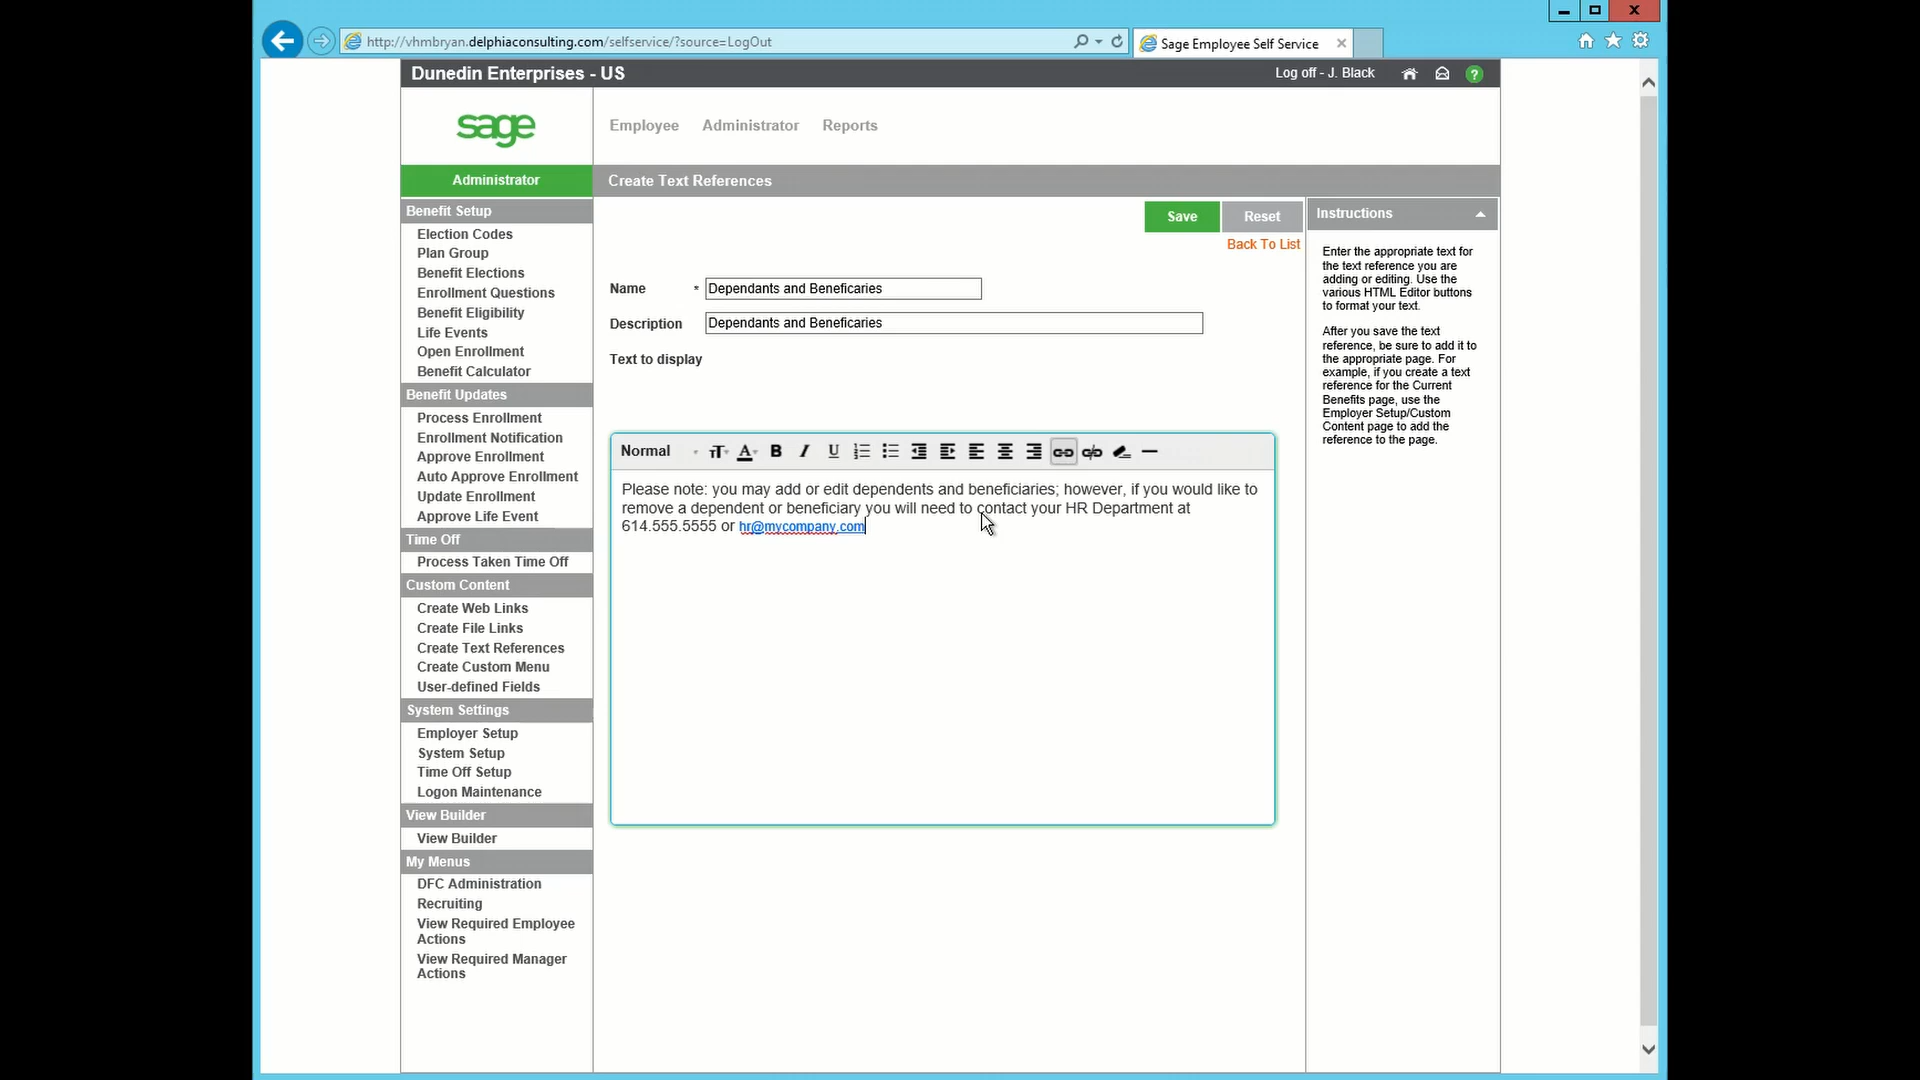 http://vhmbryan.delphiaconsulting.com/selfservice/?source=LogOut
Sage Employee Self Service
Dunedin Enterprises - US
Log off - J. Black
sage
Employee
Administrator
Reports
Administrator
Create Text References
Benefit Setup
Election Codes
Plan Group
Benefit Elections
Enrollment Questions
Benefit Eligibility
Life Events
Open Enrollment
Benefit Calculator
Benefit Updates
Process Enrollment
Enrollment Notification
Approve Enrollment
Auto Approve Enrollment
Update Enrollment
Approve Life Event
Time Off
Process Taken Time Off
Custom Content
Create Web Links
Create File Links
Create Text References
Create Custom Menu
User-defined Fields
System Settings
Employer Setup
System Setup
Time Off Setup
Logon Maintenance
View Builder
View Builder
My Menus
DFC Administration
Recruiting
View Required Employee
Actions
View Required Manager
Actions
Save
Reset
Back To List
Name * Dependants and Beneficaries
Description Dependants and Beneficaries
Text to display
Normal
Please note: you may add or edit dependents and beneficiaries; however, if you would like to
remove a dependent or beneficiary you will need to contact your HR Department at
614.555.5555 or hr@mycompany.com
Instructions
Enter the appropriate text for
the text reference you are
adding or editing. Use the
various HTML Editor buttons
to format your text.
After you save the text
reference, be sure to add it to
the appropriate page. For
example, if you create a text
reference for the Current
Benefits page, use the
Employer Setup/Custom
Content page to add the
reference to the page.